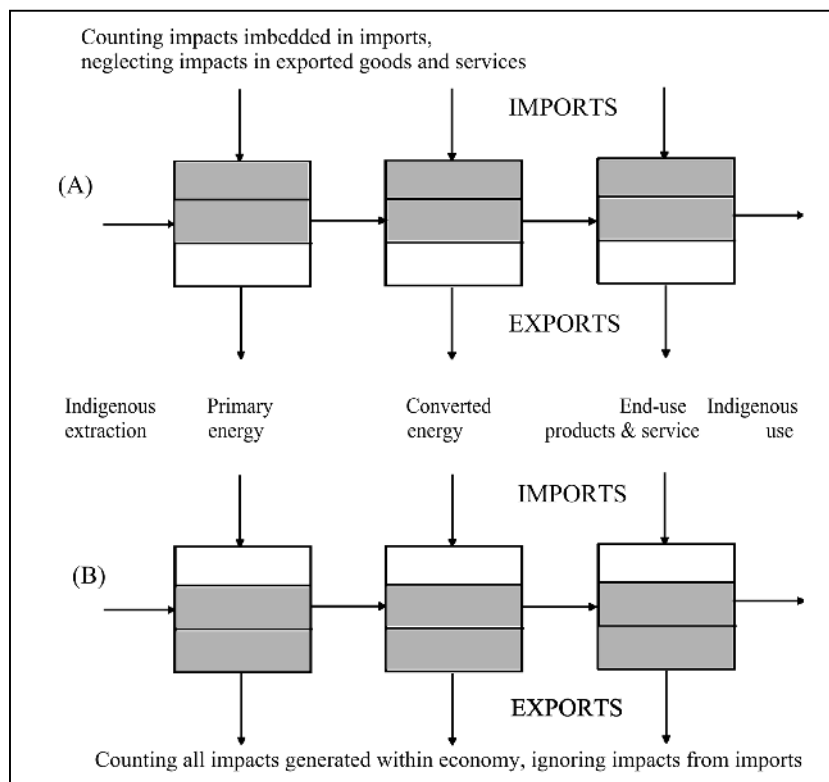 Counting impacts imbedded in imports,
neglecting impacts in exported goods and services
IMPORTS
(A)
EXPORTS
Indigenous Primary Converted End-use Indigenous
extraction energy energy products & service use
IMPORTS
(B)
EXPORTS
Counting all impacts generated within economy, ignoring impacts from imports